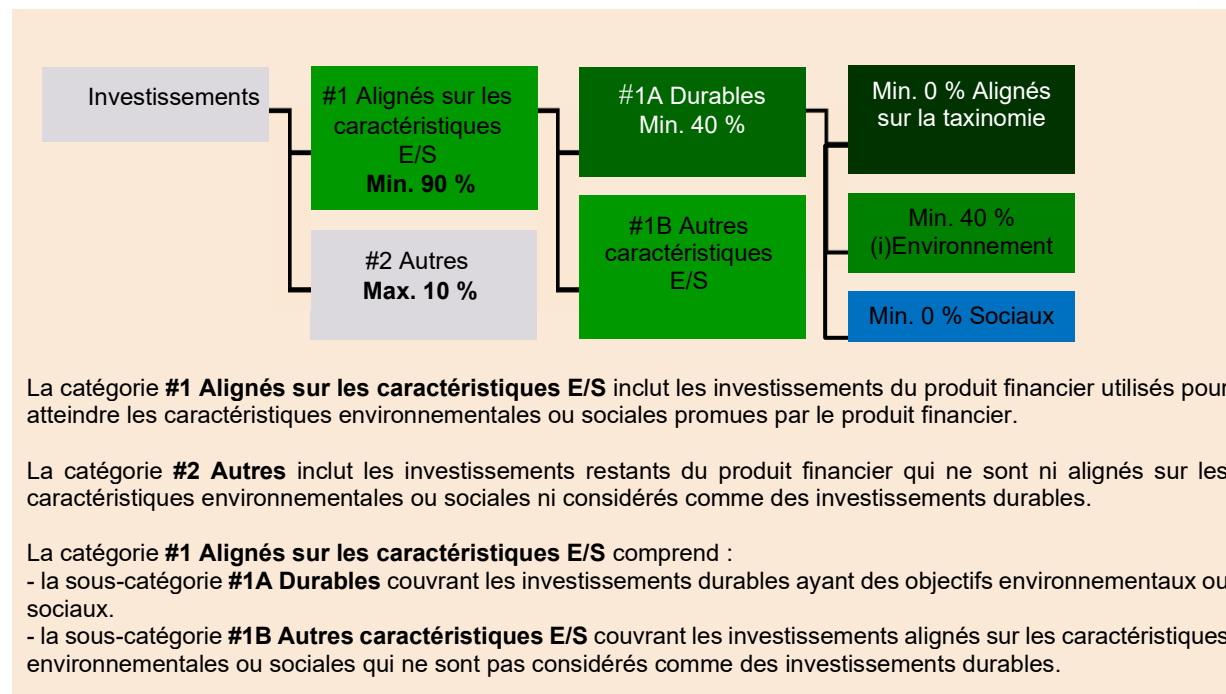 Investissements
#1 Alignés sur les
caractéristiques
E/S
Min. 90 %
#2 Autres
Max. 10 %
#1A Durables
Min. 40 %
#1B Autres
caractéristiques
E/S
Min. 0 % Alignés
sur la taxinomie
Min. 40 %
(i)Environnement
Min. 0 % Sociaux
La catégorie #1 Alignés sur les caractéristiques E/S inclut les investissements du produit financier utilisés pour
atteindre les caractéristiques environnementales ou sociales promues par le produit financier.
La catégorie #2 Autres inclut les investissements restants du produit financier qui ne sont ni alignés sur les
caractéristiques environnementales ou sociales ni considérés comme des investissements durables.
La catégorie #1 Alignés sur les caractéristiques E/S comprend :
- la sous-catégorie #1A Durables couvrant les investissements durables ayant des objectifs environnementaux ou
sociaux.
- la sous-catégorie #1B Autres caractéristiques E/S couvrant les investissements alignés sur les caractéristiques
environnementales ou sociales qui ne sont pas considérés comme des investissements durables.